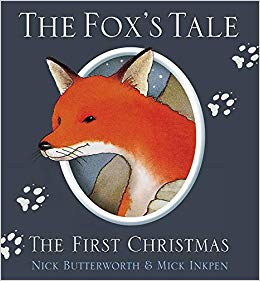 THE FOX'S TALE
THE FIRST CHRISTMAS
NICK BUTTERWORTH & MICK INKPEN